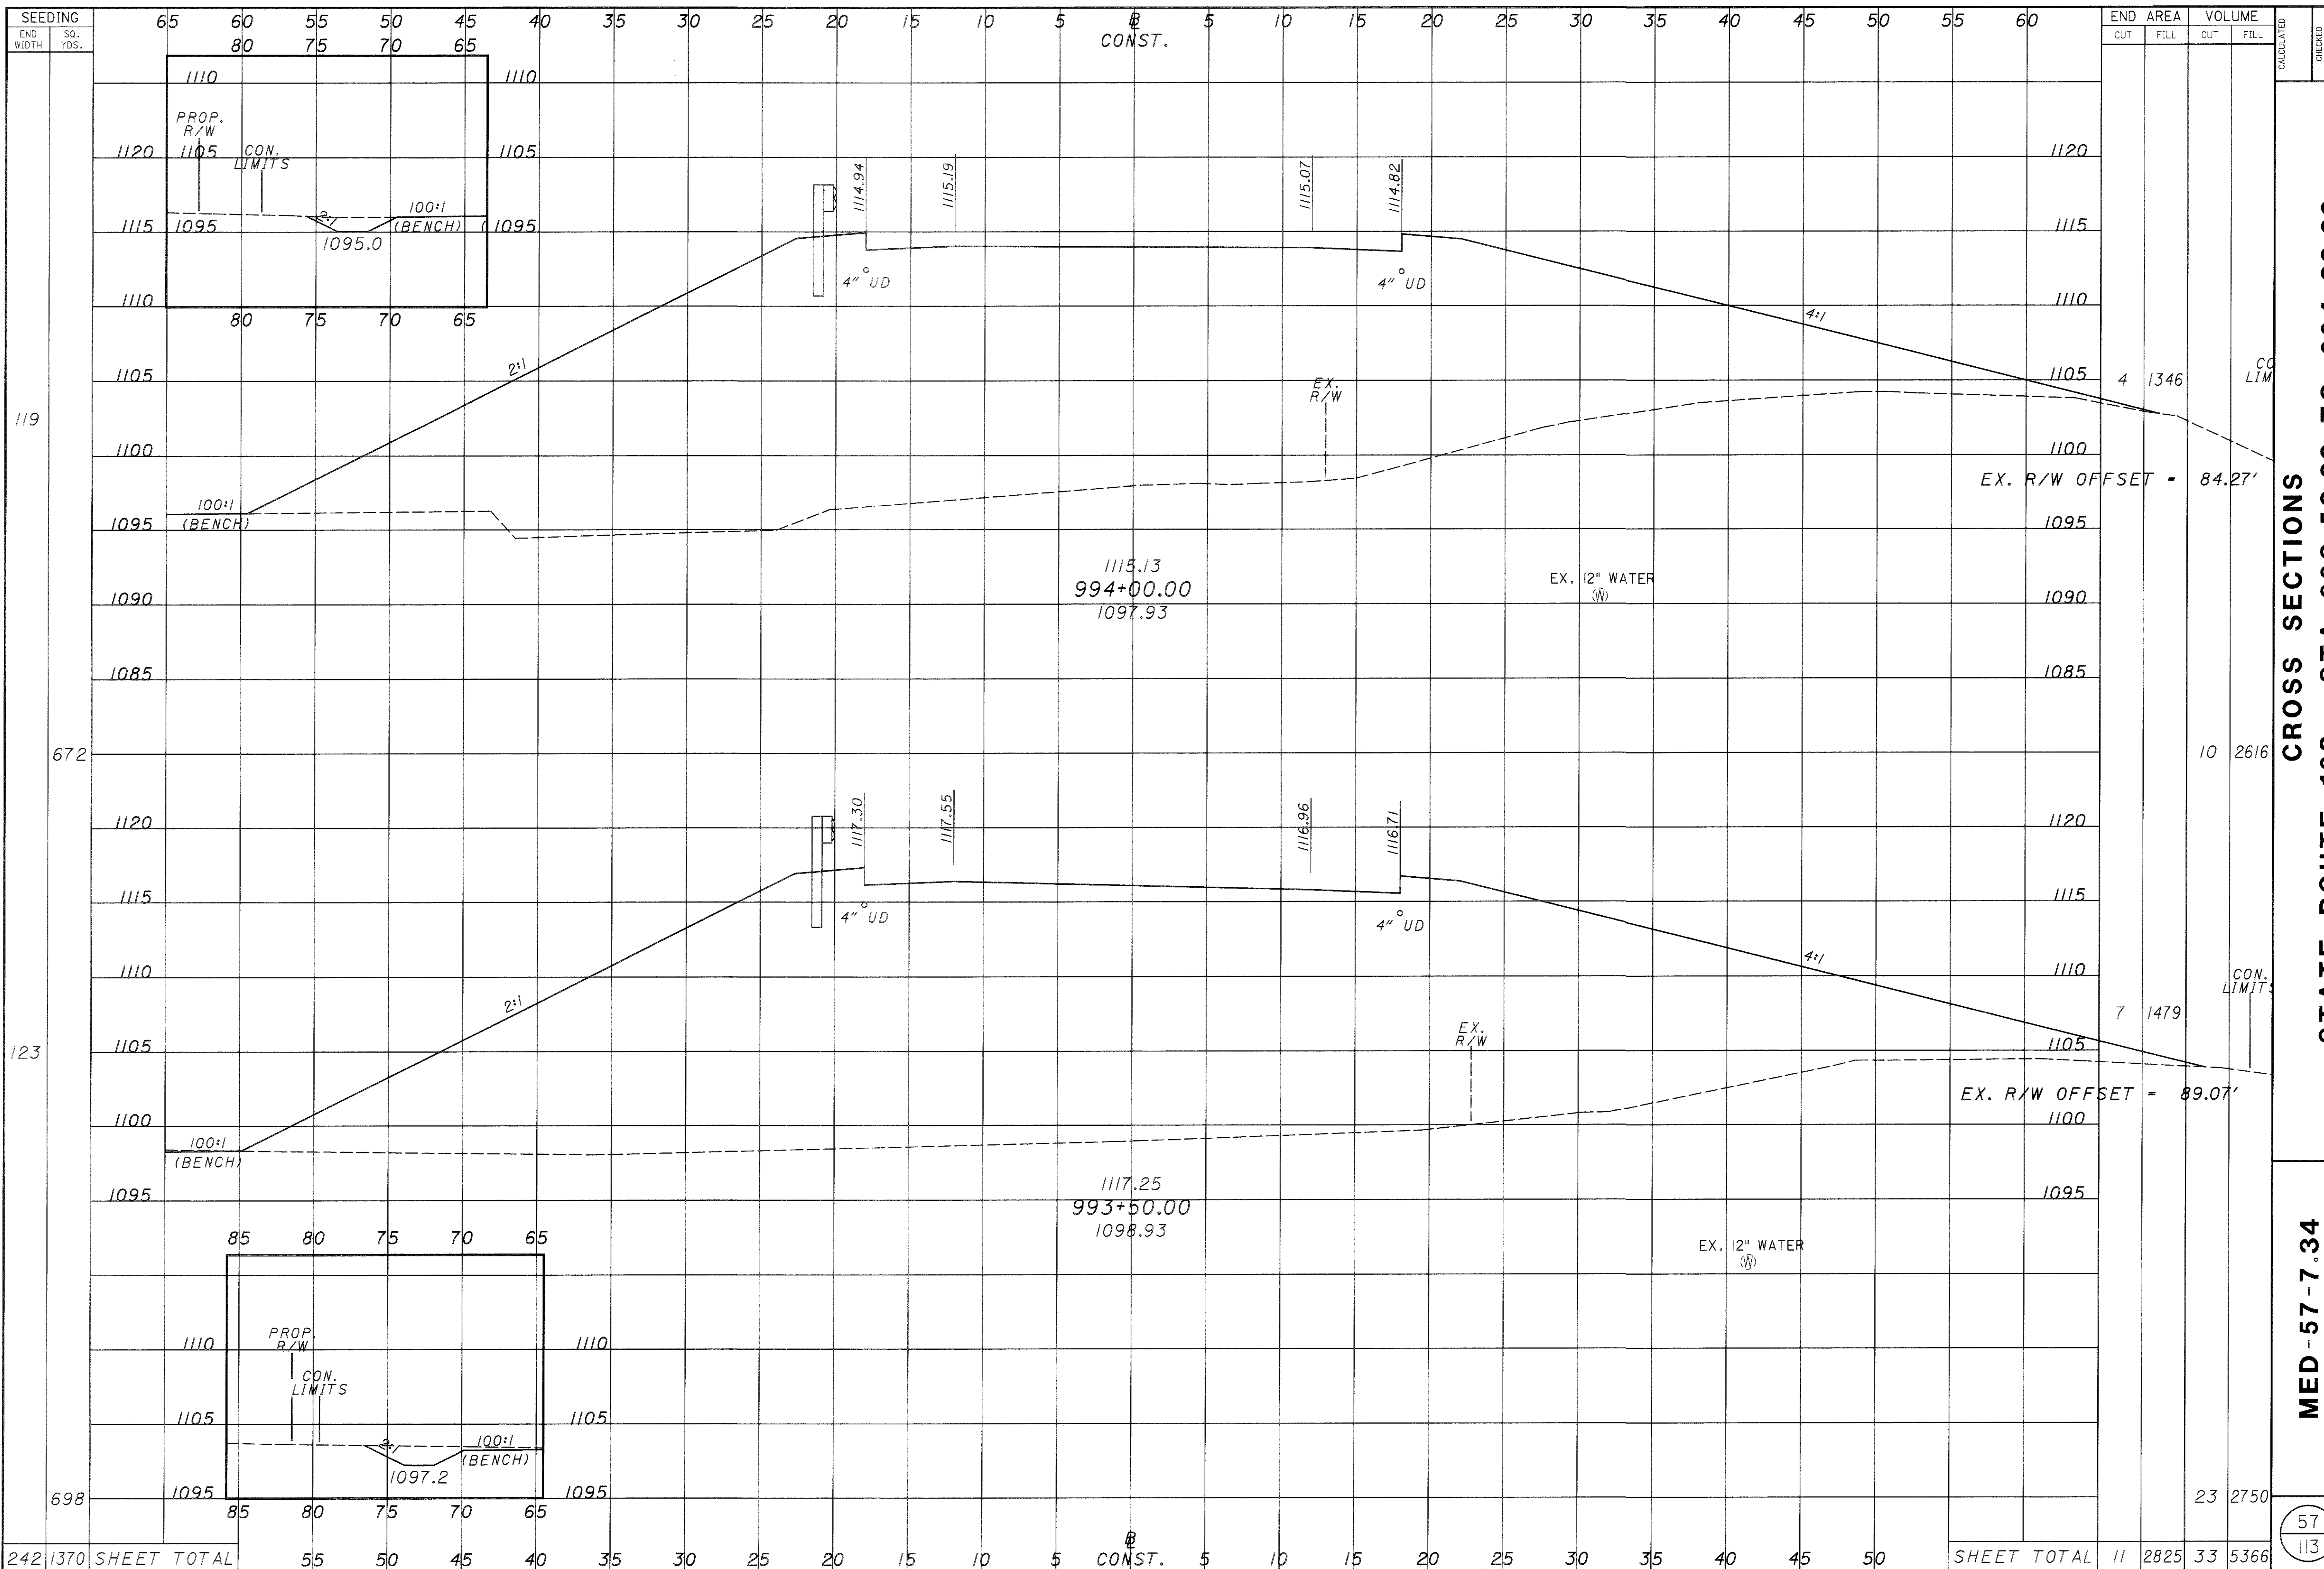 SEEDING
END WIDTH SQ. YDS.
65 60 55 50 45 40 35 30 25 20 15 10 5 5 10 15 20 25 30 35 40 45 50 55 60
CONST.
END AREA VOLUME
CUT FILL CUT FILL
CALCULATED
CHECKED
80 75 70 65
1110 1110
PROP. R/W
CON. LIMITS
1105 1105
100:1
2:1
(BENCH)
1095 1095
1095.0
80 75 70 65
1120 1120
1114.94 1115.19 1115.07 1114.82
1115 1115
4" UD 4" UD
1110 1110
4:1
2:1
1105 1105
EX. R/W
4 1346
119
1100 1100
EX. R/W OFFSET = 84.27'
100:1
(BENCH)
1095 1095
1115.13
994+00.00
1097.93
EX. 12" WATER
(W)
1090 1090
1085 1085
672
10 2616
1120 1120
1117.30 1117.55 1116.96 1116.71
1115 1115
4" UD 4" UD
1110 1110
4:1
CON. LIMITS
2:1
7 1479
EX. R/W
123
1105 1105
EX. R/W OFFSET = 89.07'
1100 1100
100:1
(BENCH)
1095 1095
1117.25
993+50.00
1098.93
EX. 12" WATER
(W)
85 80 75 70 65
PROP. R/W
1110 1110
CON. LIMITS
1105 1105
100:1
2:1
(BENCH)
1097.2
1095 1095
85 80 75 70 65
698
23 2750
242 1370 SHEET TOTAL
55 50 45 40 35 30 25 20 15 10 5 5 10 15 20 25 30 35 40 45 50
CONST.
SHEET TOTAL 11 2825 33 5366
CROSS SECTIONS
MED-57-7.34
57
113